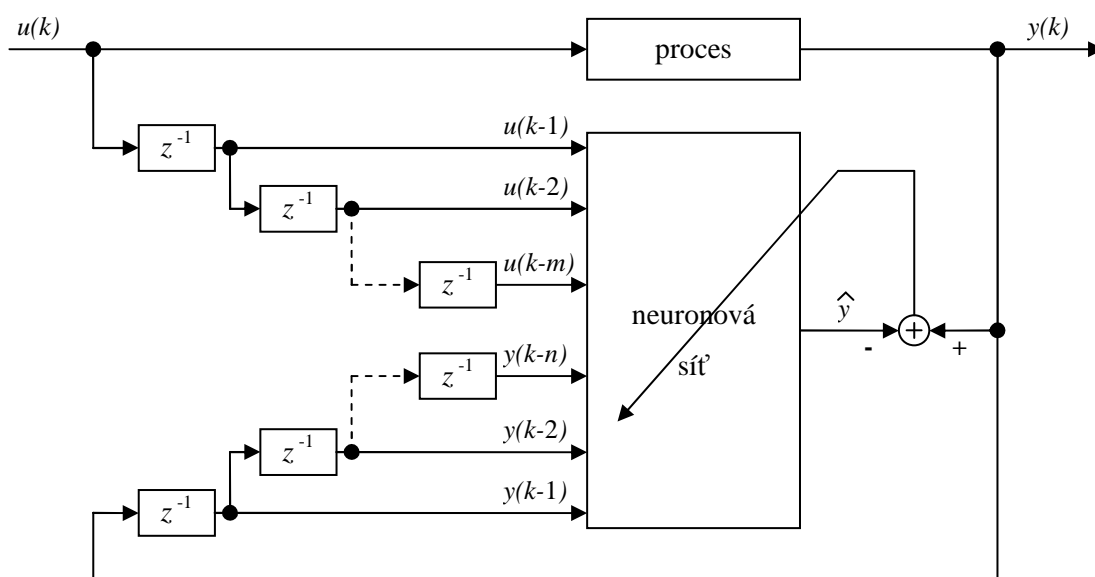 u(k)
y(k)
proces
z⁻¹
u(k-1)
z⁻¹
u(k-2)
z⁻¹
u(k-m)
neuronová
síť
ŷ
-
+
+
z⁻¹
y(k-n)
z⁻¹
y(k-2)
z⁻¹
y(k-1)